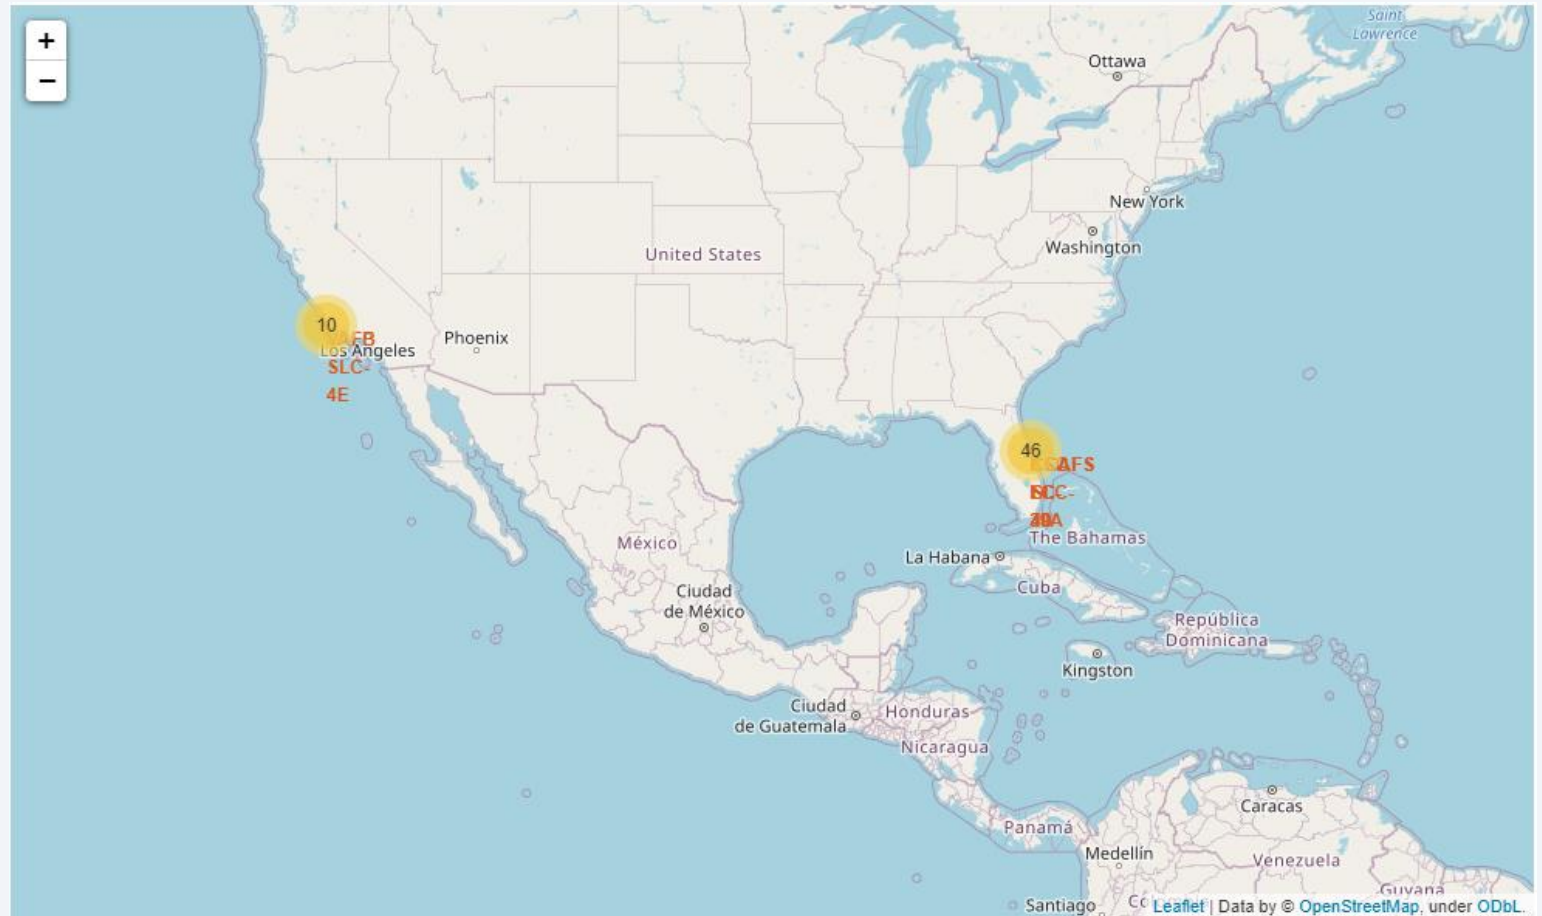 +
−
Saint
Lawrence
Ottawa
New York
Washington
United States
10
Phoenix
Los Angeles
SLC-
4E
46
The Bahamas
La Habana
Cuba
México
Ciudad
de México
República
Dominicana
Kingston
Ciudad
de Guatemala
Honduras
Nicaragua
Caracas
Panamá
Medellín
Venezuela
Guyana
Santiago
Leaflet | Data by © OpenStreetMap, under ODbL.